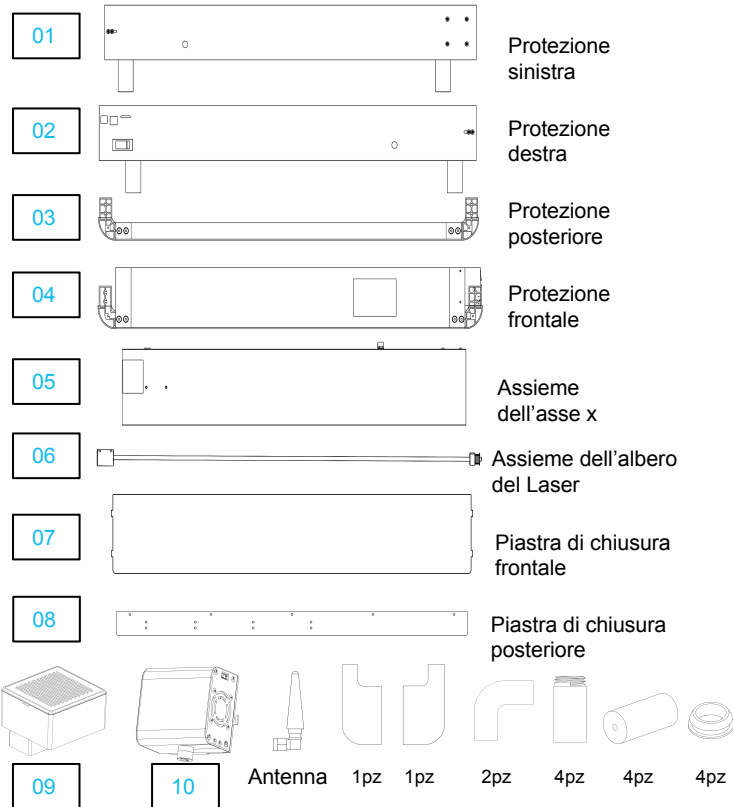 01
Protezione
sinistra
02
Protezione
destra
03
Protezione
posteriore
04
Protezione
frontale
05
Assieme
dell'asse x
06
Assieme dell'albero
del Laser
07
Piastra di chiusura
frontale
08
Piastra di chiusura
posteriore
09
10
Antenna
1pz
1pz
2pz
4pz
4pz
4pz